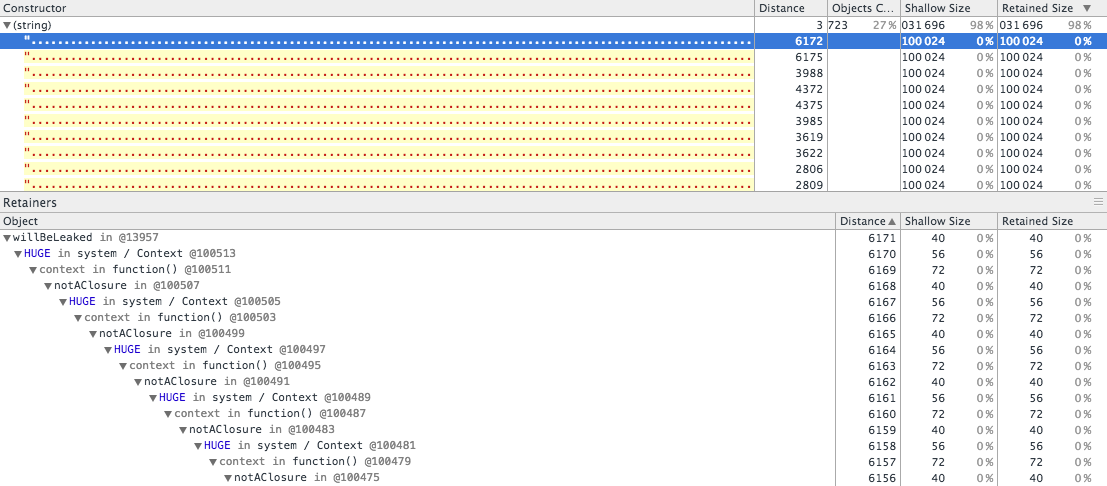 Constructor Distance Objects C... Shallow Size Retained Size ▼
▼(string) 3 723 27 % 031 696 98 % 031 696 98 %
"................................................................................................................ 6172 100 024 0 % 100 024 0 %
"................................................................................................................ 6175 100 024 0 % 100 024 0 %
"................................................................................................................ 3988 100 024 0 % 100 024 0 %
"................................................................................................................ 4372 100 024 0 % 100 024 0 %
"................................................................................................................ 4375 100 024 0 % 100 024 0 %
"................................................................................................................ 3985 100 024 0 % 100 024 0 %
"................................................................................................................ 3619 100 024 0 % 100 024 0 %
"................................................................................................................ 3622 100 024 0 % 100 024 0 %
"................................................................................................................ 2806 100 024 0 % 100 024 0 %
"................................................................................................................ 2809 100 024 0 % 100 024 0 %
Retainers
Object Distance ▲ Shallow Size Retained Size
▼willBeLeaked in @13957 6171 40 0 % 40 0 %
▼HUGE in system / Context @100513 6170 56 0 % 56 0 %
▼context in function() @100511 6169 72 0 % 72 0 %
▼notAClosure in @100507 6168 40 0 % 40 0 %
▼HUGE in system / Context @100505 6167 56 0 % 56 0 %
▼context in function() @100503 6166 72 0 % 72 0 %
▼notAClosure in @100499 6165 40 0 % 40 0 %
▼HUGE in system / Context @100497 6164 56 0 % 56 0 %
▼context in function() @100495 6163 72 0 % 72 0 %
▼notAClosure in @100491 6162 40 0 % 40 0 %
▼HUGE in system / Context @100489 6161 56 0 % 56 0 %
▼context in function() @100487 6160 72 0 % 72 0 %
▼notAClosure in @100483 6159 40 0 % 40 0 %
▼HUGE in system / Context @100481 6158 56 0 % 56 0 %
▼context in function() @100479 6157 72 0 % 72 0 %
▼notAClosure in @100475 6156 40 0 % 40 0 %